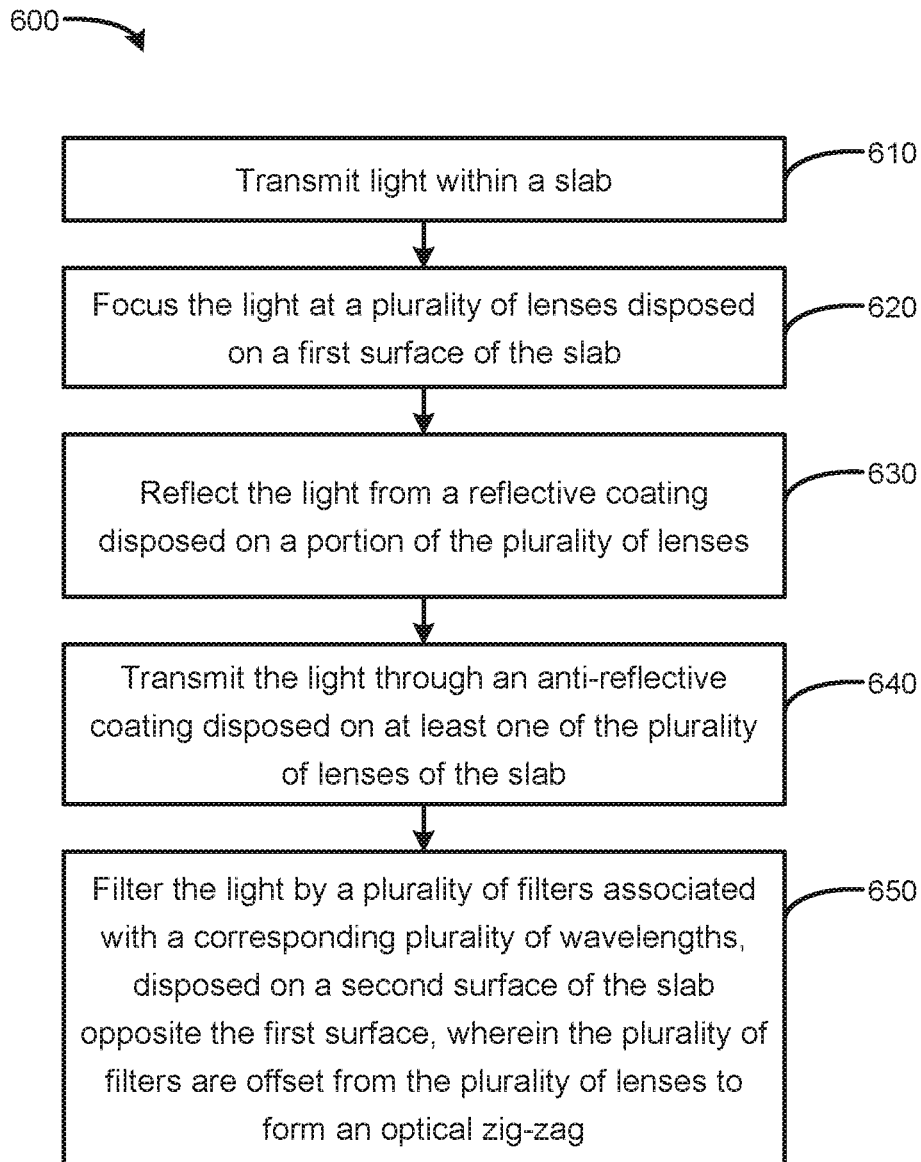 600
Transmit light within a slab
610
Focus the light at a plurality of lenses disposed
on a first surface of the slab
620
Reflect the light from a reflective coating
disposed on a portion of the plurality of lenses
630
Transmit the light through an anti-reflective
coating disposed on at least one of the plurality
of lenses of the slab
640
Filter the light by a plurality of filters associated
with a corresponding plurality of wavelengths,
disposed on a second surface of the slab
opposite the first surface, wherein the plurality of
filters are offset from the plurality of lenses to
form an optical zig-zag
650